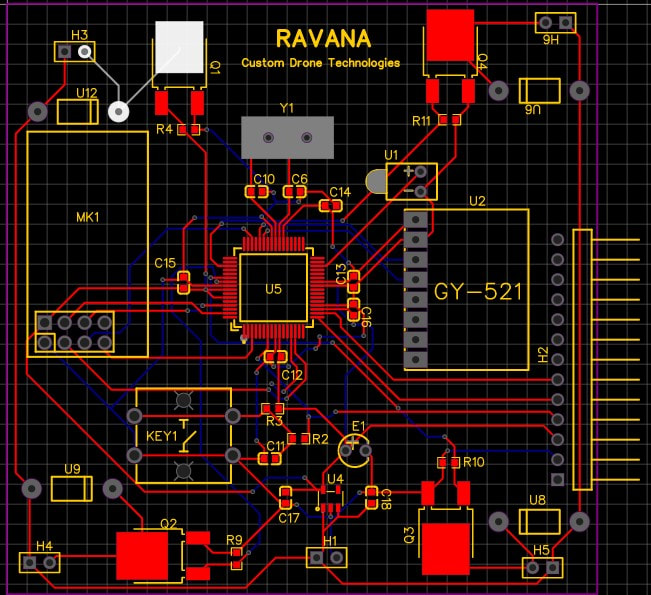 RAVANA
Custom Drone Technologies
H3
Q1
Q4
H6
U12
U6
Y1
R4
R11
U1
+
−
C10
C6
C14
U2
MK1
C15
C13
GY-521
U5
C16
H2
C12
R3
E1
+
KEY1
R2
C11
R10
U9
U4
C17
C18
U8
Q2
R9
Q3
H4
H1
H5